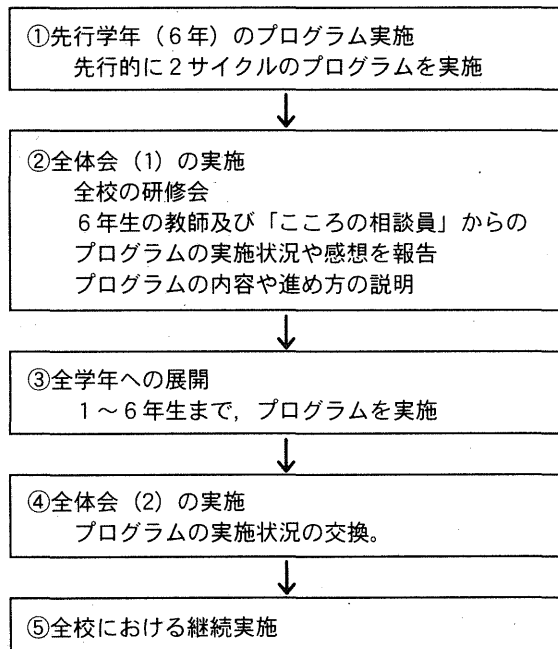 ①先行学年（6年）のプログラム実施
先行的に2サイクルのプログラムを実施
②全体会（1）の実施
全校の研修会
6年生の教師及び「こころの相談員」からの
プログラムの実施状況や感想を報告
プログラムの内容や進め方の説明
③全学年への展開
1～6年生まで，プログラムを実施
④全体会（2）の実施
プログラムの実施状況の交換。
⑤全校における継続実施